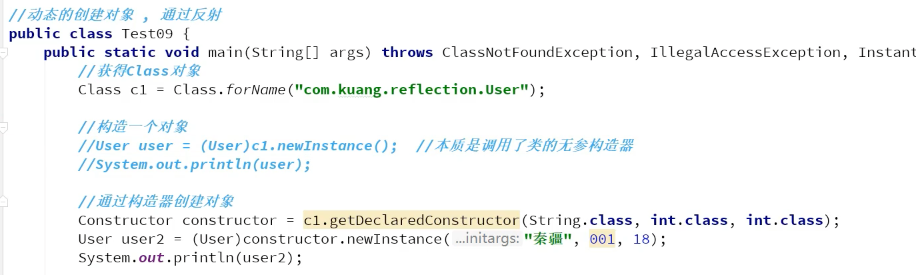 //动态的创建对象 , 通过反射
public class Test09 {
public static void main(String[] args) throws ClassNotFoundException, IllegalAccessException, Instant
//获得Class对象
Class c1 = Class.forName("com.kuang.reflection.User");
//构造一个对象
//User user = (User)c1.newInstance(); //本质是调用了类的无参构造器
//System.out.println(user);
//通过构造器创建对象
Constructor constructor = c1.getDeclaredConstructor(String.class, int.class, int.class);
User user2 = (User)constructor.newInstance( ...initargs: "秦疆", 001, 18);
System.out.println(user2);